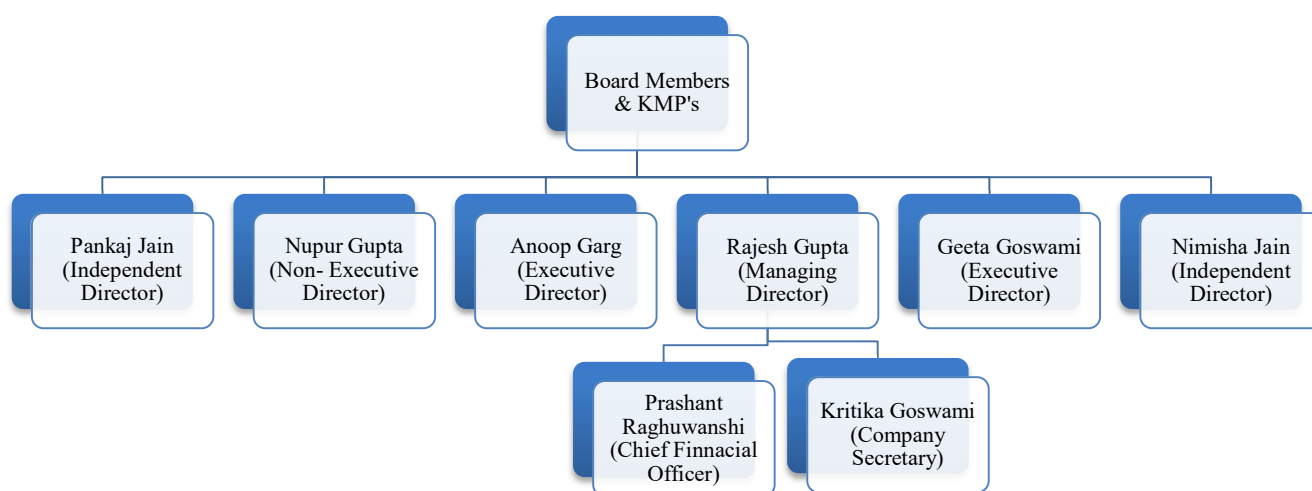 Board Members
& KMP's
Pankaj Jain
(Independent
Director)
Nupur Gupta
(Non- Executive
Director)
Anoop Garg
(Executive
Director)
Rajesh Gupta
(Managing
Director)
Geeta Goswami
(Executive
Director)
Nimisha Jain
(Independent
Director)
Prashant
Raghuwanshi
(Chief Finnacial
Officer)
Kritika Goswami
(Company
Secretary)